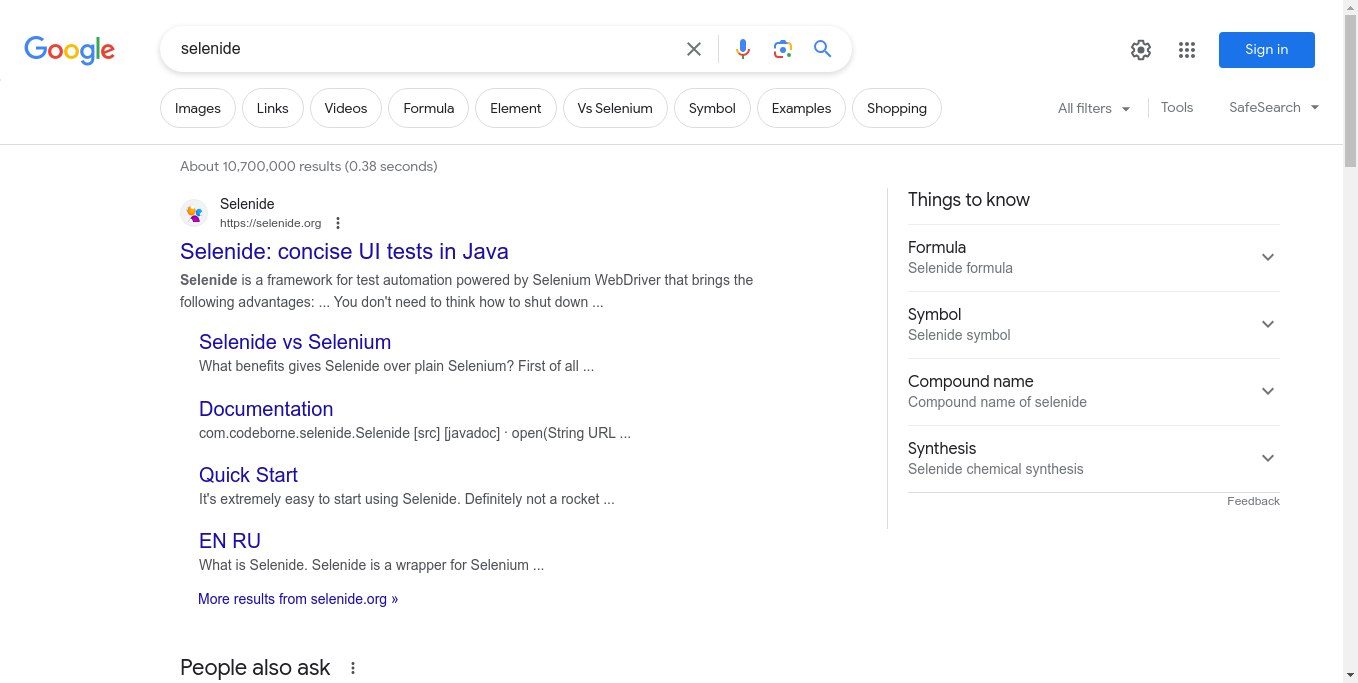 Google
selenide
Sign in
Images
Links
Videos
Formula
Element
Vs Selenium
Symbol
Examples
Shopping
All filters
Tools
SafeSearch
About 10,700,000 results (0.38 seconds)
Selenide
https://selenide.org
Selenide: concise UI tests in Java
Selenide is a framework for test automation powered by Selenium WebDriver that brings the
following advantages: ... You don't need to think how to shut down ...
Selenide vs Selenium
What benefits gives Selenide over plain Selenium? First of all ...
Documentation
com.codeborne.selenide.Selenide [src] [javadoc] · open(String URL ...
Quick Start
It's extremely easy to start using Selenide. Definitely not a rocket ...
EN RU
What is Selenide. Selenide is a wrapper for Selenium ...
More results from selenide.org »
People also ask
Things to know
Formula
Selenide formula
Symbol
Selenide symbol
Compound name
Compound name of selenide
Synthesis
Selenide chemical synthesis
Feedback